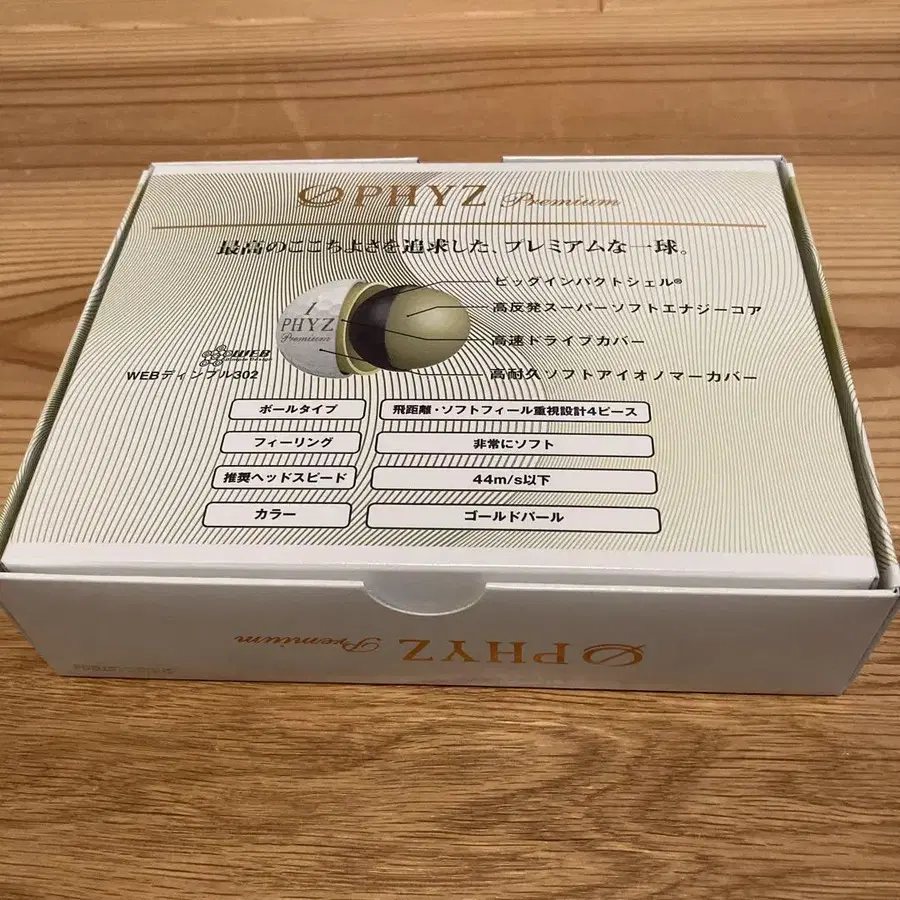 PHYZ Premium
最高のここちよさを追求した、プレミアムな一球。
ビッグインパクトシェル®
高反発スーパーソフトエナジーコア
高速ドライブカバー
高耐久ソフトアイオノマーカバー
i
PHYZ
Premium
WEB
WEBディンプル302
ボールタイプ 飛距離・ソフトフィール重視設計4ピース
フィーリング 非常にソフト
推奨ヘッドスピード 44m/s以下
カラー ゴールドパール
PHYZ Premium